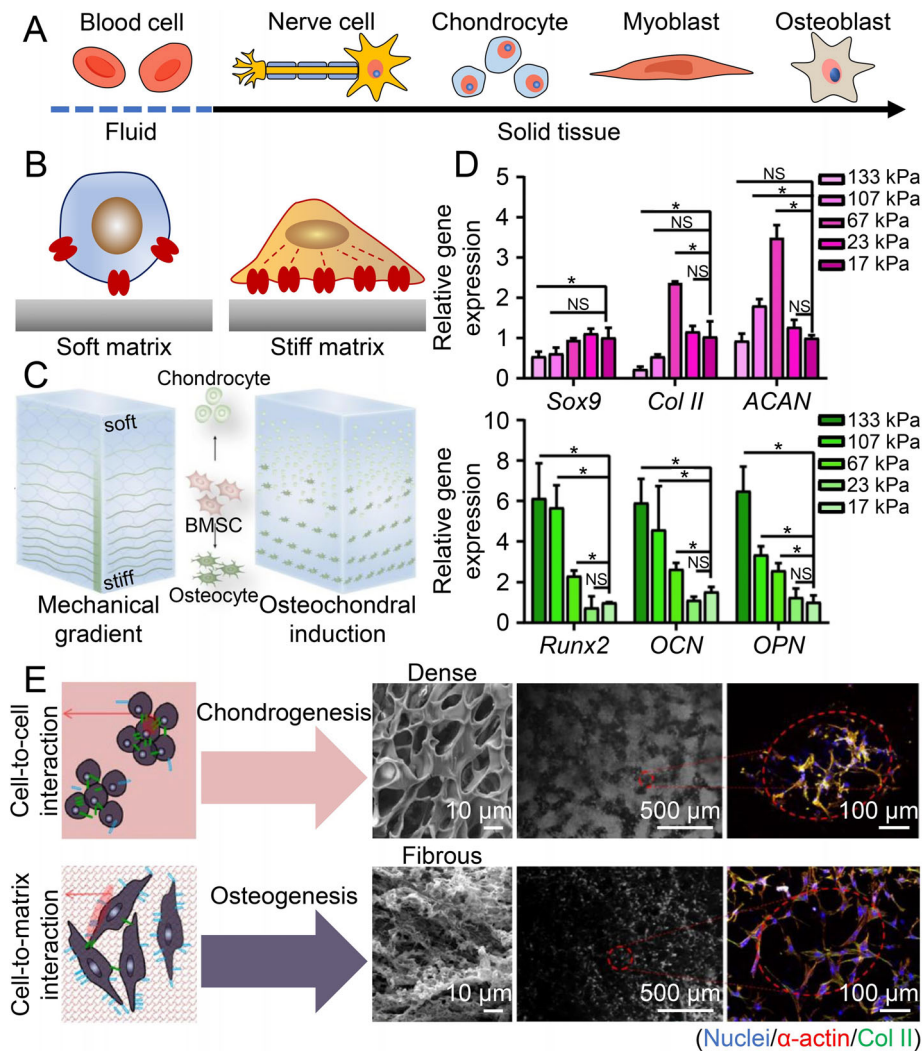 A
Blood cell
Nerve cell
Chondrocyte
Myoblast
Osteoblast
Fluid
Solid tissue
B
Soft matrix
Stiff matrix
C
soft
stiff
Mechanical
gradient
Chondrocyte
BMSC
Osteocyte
Osteochondral
induction
D
Relative gene
expression
5
4
3
2
1
0
NS
*
*
*
NS
*
NS
*
NS
NS
*
NS
133 kPa
107 kPa
67 kPa
23 kPa
17 kPa
Sox9
Col II
ACAN
Relative gene
expression
10
8
6
4
2
0
*
*
*
NS
*
*
*
NS
*
*
*
NS
133 kPa
107 kPa
67 kPa
23 kPa
17 kPa
Runx2
OCN
OPN
E
Cell-to-cell
interaction
Chondrogenesis
Dense
10 µm
500 µm
100 µm
Cell-to-matrix
interaction
Osteogenesis
Fibrous
10 µm
500 µm
100 µm
(Nuclei/α-actin/Col II)